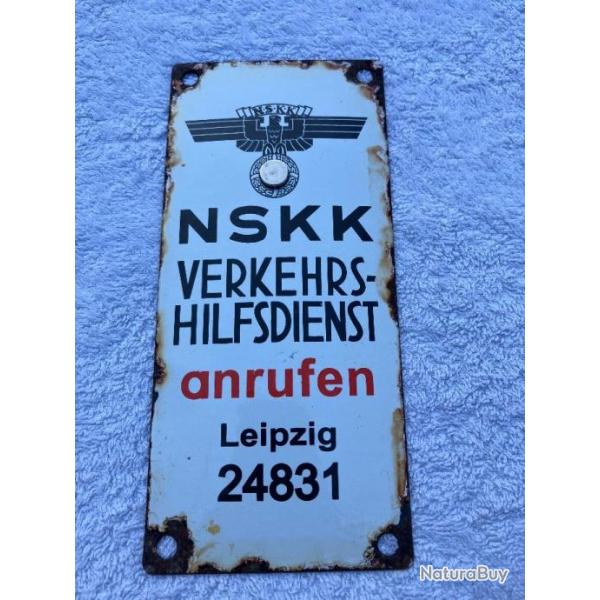 NSKK
NSKK
VERKEHRS-
HILFSDIENST
anrufen
Leipzig
24831
NaturaBuy